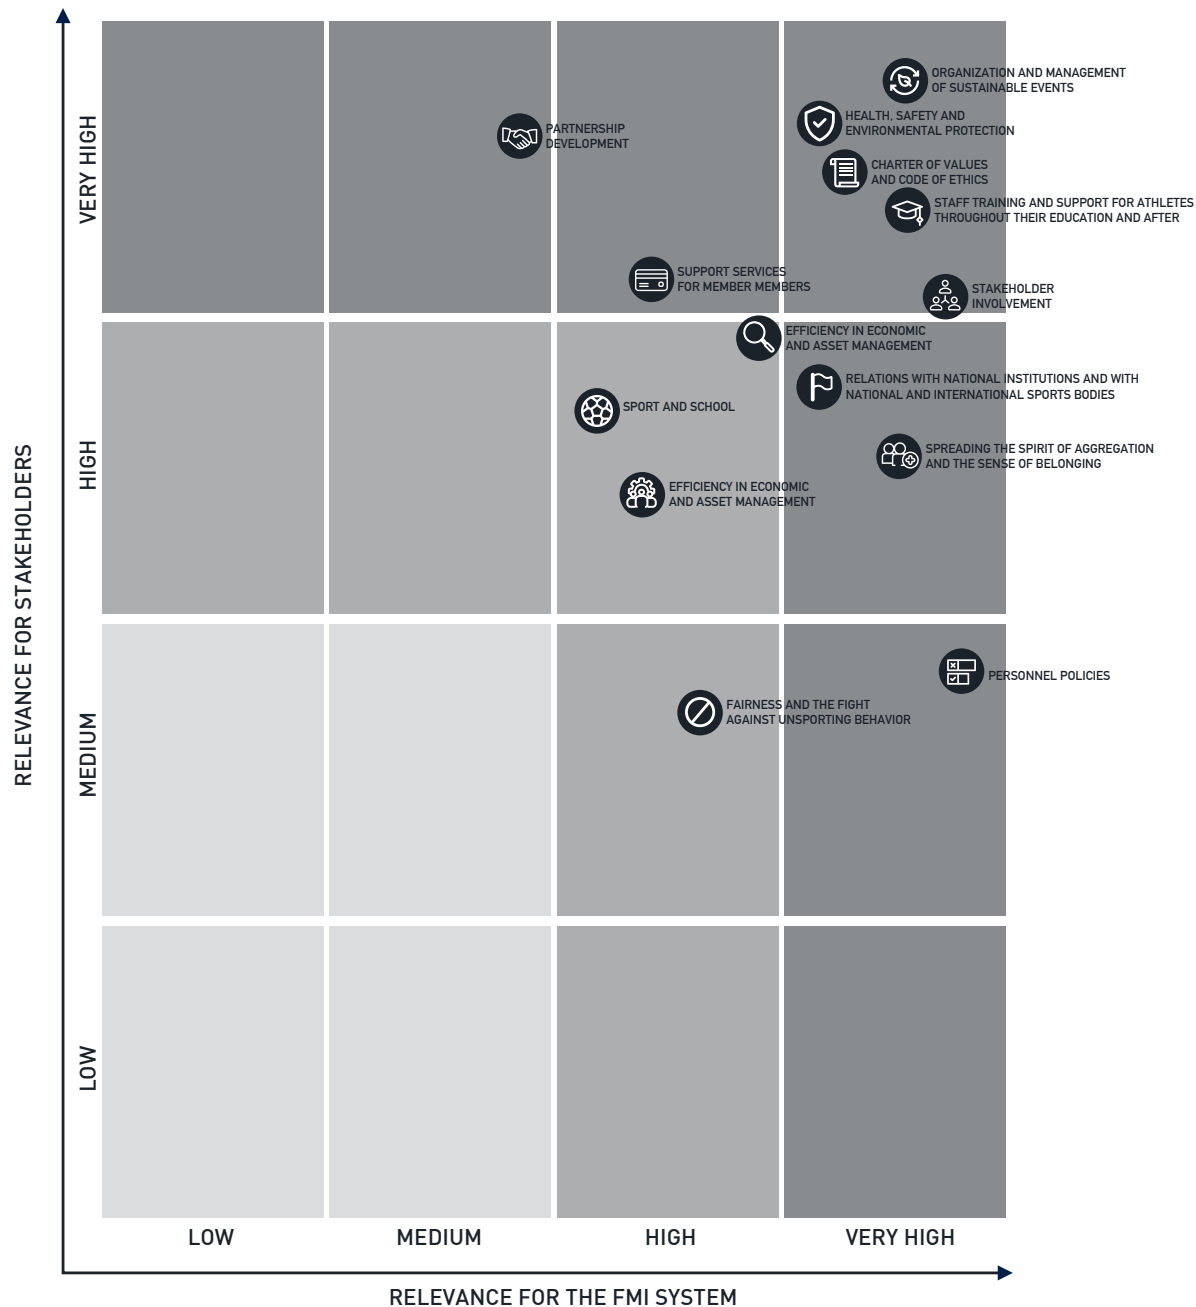 ORGANIZATION AND MANAGEMENT
OF SUSTAINABLE EVENTS
HEALTH, SAFETY AND
ENVIRONMENTAL PROTECTION
PARTNERSHIP
DEVELOPMENT
CHARTER OF VALUES
AND CODE OF ETHICS
STAFF TRAINING AND SUPPORT FOR ATHLETES
THROUGHOUT THEIR EDUCATION AND AFTER
SUPPORT SERVICES
FOR MEMBER MEMBERS
STAKEHOLDER
INVOLVEMENT
VERY HIGH
EFFICIENCY IN ECONOMIC
AND ASSET MANAGEMENT
RELATIONS WITH NATIONAL INSTITUTIONS AND WITH
NATIONAL AND INTERNATIONAL SPORTS BODIES
SPORT AND SCHOOL
SPREADING THE SPIRIT OF AGGREGATION
AND THE SENSE OF BELONGING
EFFICIENCY IN ECONOMIC
AND ASSET MANAGEMENT
HIGH
RELEVANCE FOR STAKEHOLDERS
PERSONNEL POLICIES
FAIRNESS AND THE FIGHT
AGAINST UNSPORTING BEHAVIOR
MEDIUM
LOW
LOW
MEDIUM
HIGH
VERY HIGH
RELEVANCE FOR THE FMI SYSTEM